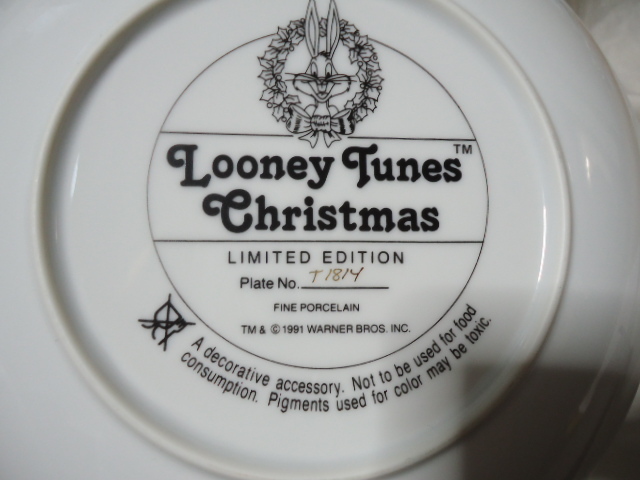 Looney Tunes™
Christmas
LIMITED EDITION
Plate No. T1814
FINE PORCELAIN
TM & © 1991 WARNER BROS. INC.
A decorative accessory. Not to be used for food
consumption. Pigments used for color may be toxic.